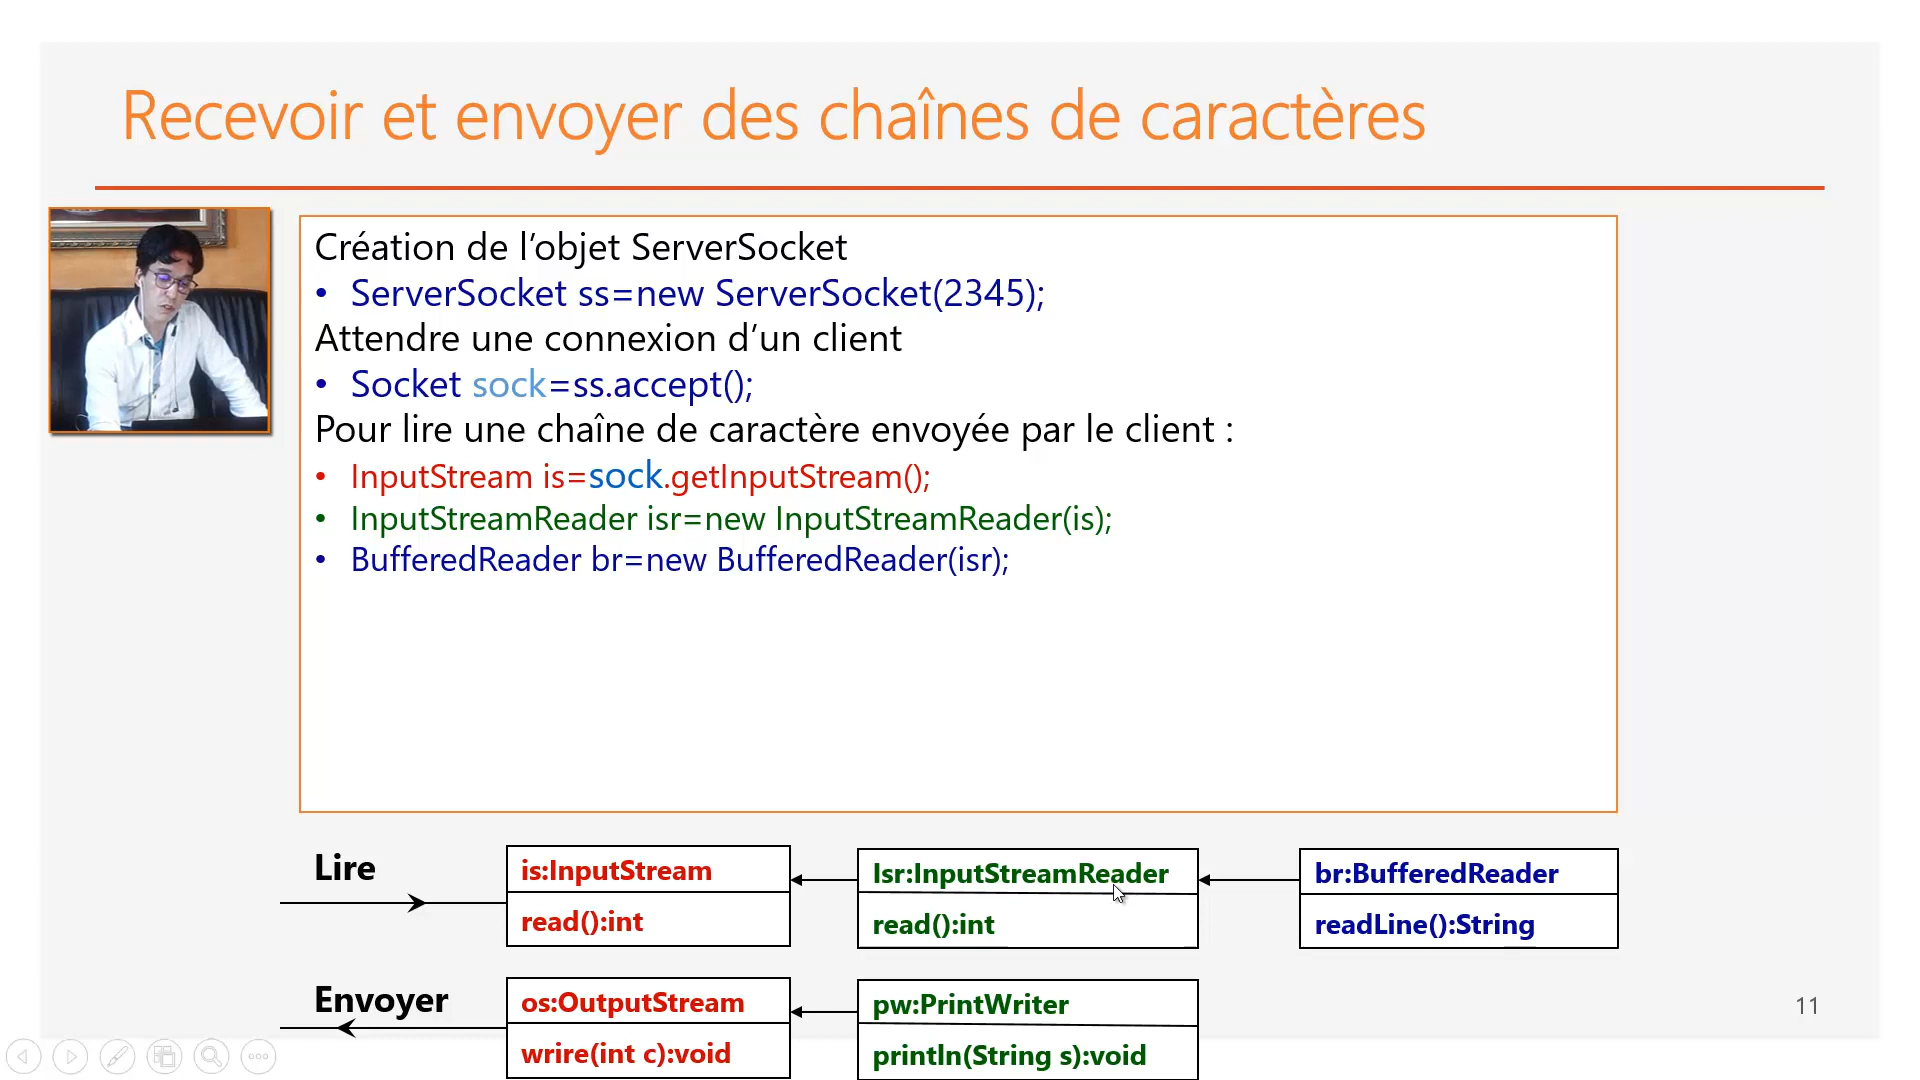 Recevoir et envoyer des chaînes de caractères
Création de l’objet ServerSocket
• ServerSocket ss=new ServerSocket(2345);
Attendre une connexion d’un client
• Socket sock=ss.accept();
Pour lire une chaîne de caractère envoyée par le client :
• InputStream is=sock.getInputStream();
• InputStreamReader isr=new InputStreamReader(is);
• BufferedReader br=new BufferedReader(isr);
Lire
is:InputStream
read():int
Isr:InputStreamReader
read():int
br:BufferedReader
readLine():String
Envoyer
os:OutputStream
wrire(int c):void
pw:PrintWriter
println(String s):void
11